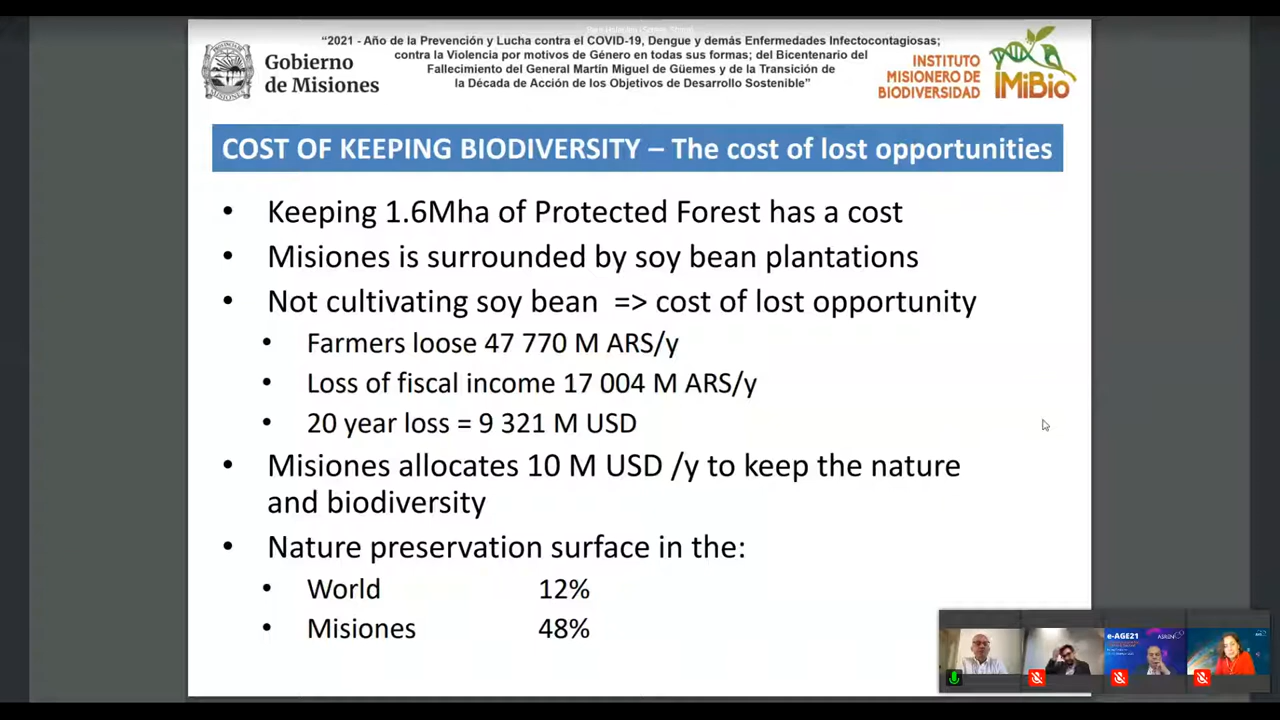 "2021 - Año de la Prevención y Lucha contra el COVID-19, Dengue y demás Enfermedades Infectocontagiosas;
contra la Violencia por motivos de Género en todas sus formas; del Bicentenario del
Fallecimiento del General Martín Miguel de Güemes y de la Transición de
la Década de Acción de los Objetivos de Desarrollo Sostenible"
Gobierno
de Misiones
INSTITUTO
MISIONERO DE
BIODIVERSIDAD
IMiBio
COST OF KEEPING BIODIVERSITY – The cost of lost opportunities
• Keeping 1.6Mha of Protected Forest has a cost
• Misiones is surrounded by soy bean plantations
• Not cultivating soy bean => cost of lost opportunity
• Farmers loose 47 770 M ARS/y
• Loss of fiscal income 17 004 M ARS/y
• 20 year loss = 9 321 M USD
• Misiones allocates 10 M USD /y to keep the nature
and biodiversity
• Nature preservation surface in the:
• World 12%
• Misiones 48%
e-AGE21